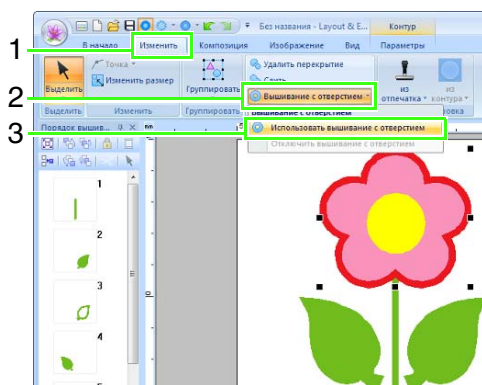 Без названия - Layout & E...
Контур
1
В начало
Изменить
Композиция
Изображение
Вид
Параметры
Выделить
Точка
Изменить размер
Группировать
Удалить перекрытие
Слить
2
Вышивание с отверстием
из отпечатка
из контура
Выделить
Изменить
Группировать
Вышивание с отверстием
3
Использовать вышивание с отверстием
Порядок вышив...
Отключить вышивание с отверстием
1
2
3
4